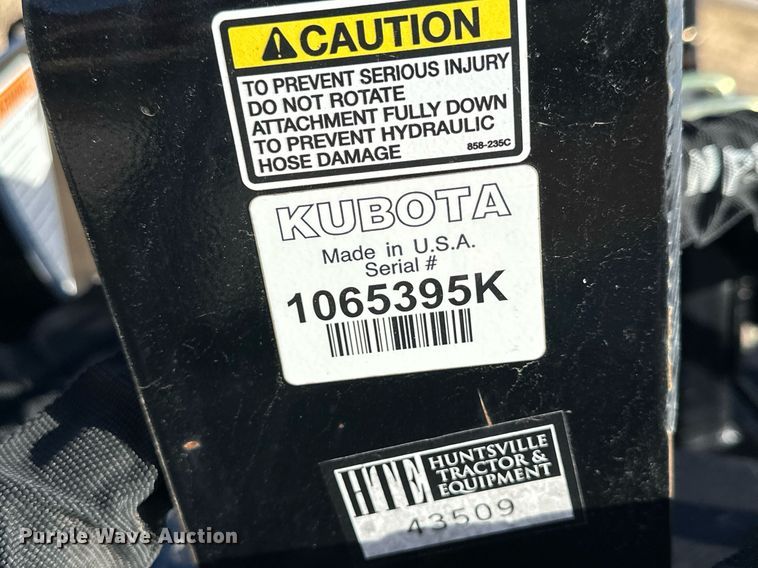 CAUTION
TO PREVENT SERIOUS INJURY
DO NOT ROTATE
ATTACHMENT FULLY DOWN
TO PREVENT HYDRAULIC
HOSE DAMAGE
858-235C
KUBOTA
Made in U.S.A.
Serial #
1065395K
HTE
HUNTSVILLE
TRACTOR &
EQUIPMENT
43509
Purple Wave Auction